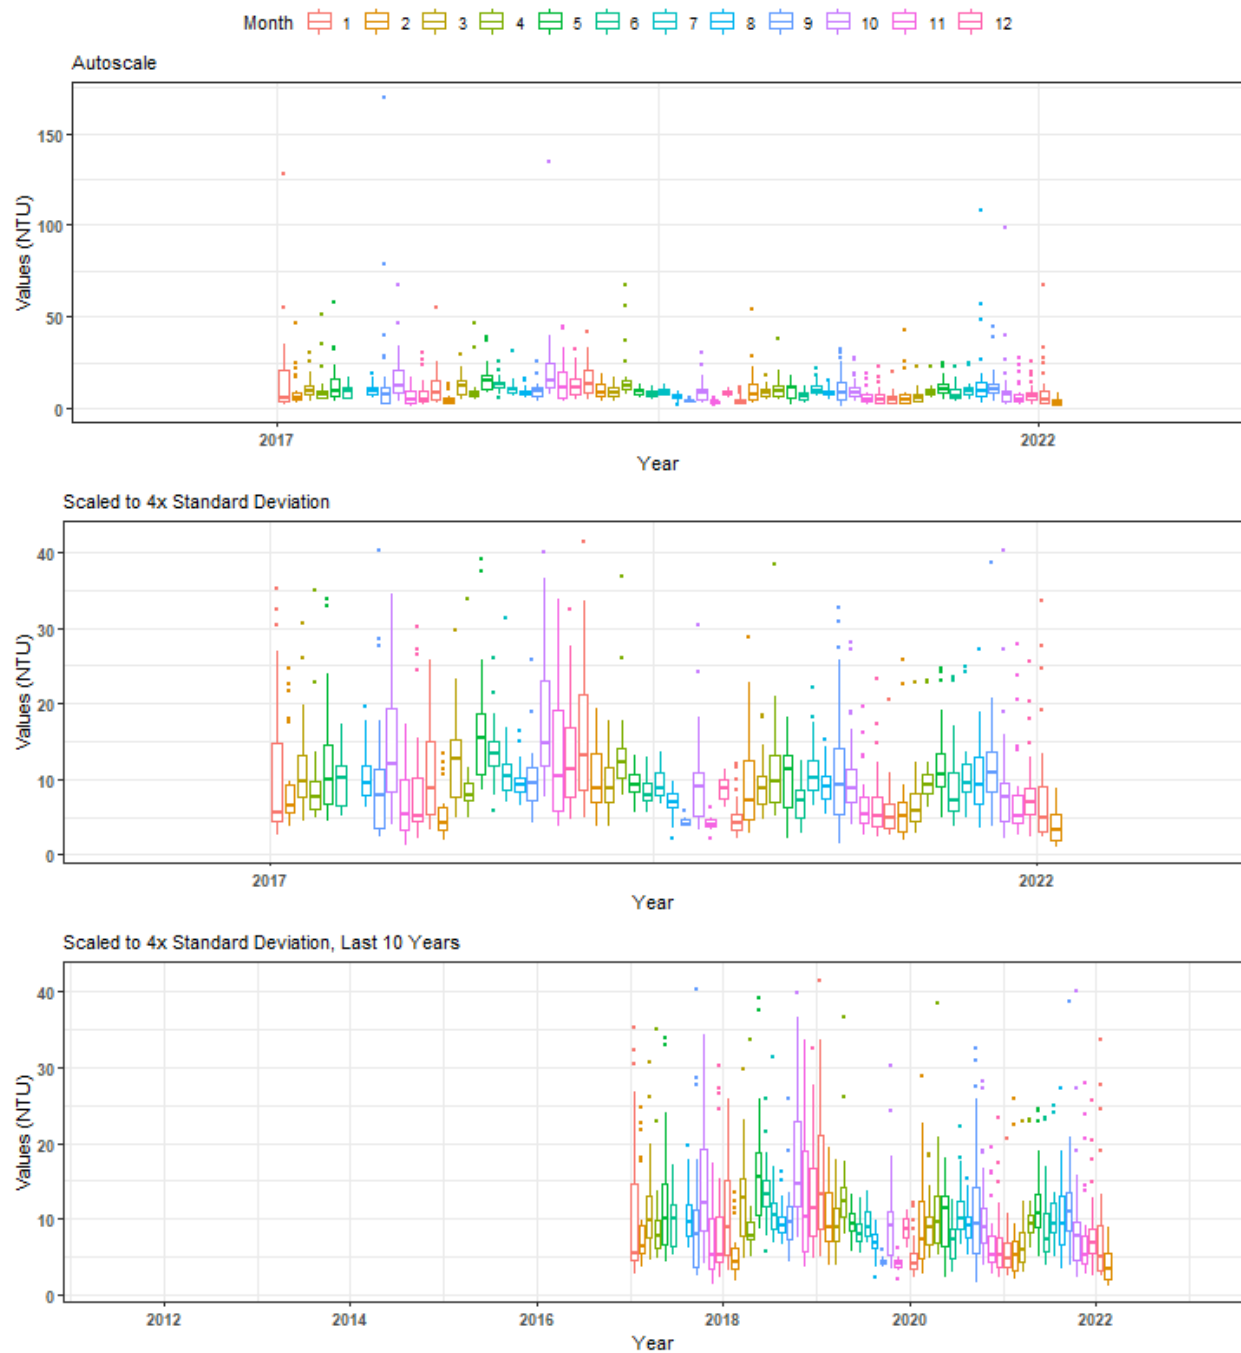 Month 1 2 3 4 5 6 7 8 9 10 11 12
Autoscale
Values (NTU)
150
100
50
0
2017 2022
Year
Scaled to 4x Standard Deviation
Values (NTU)
40
30
20
10
0
2017 2022
Year
Scaled to 4x Standard Deviation, Last 10 Years
Values (NTU)
40
30
20
10
0
2012 2014 2016 2018 2020 2022
Year